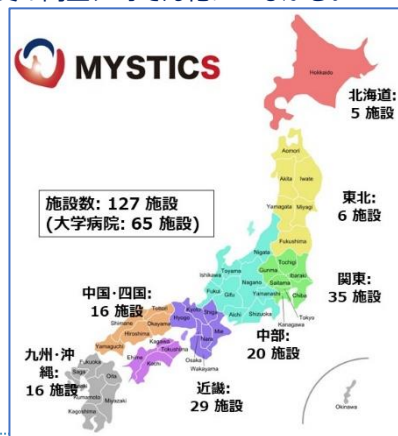 MYSTICS
Hokkaido
北海道:
5 施設
Aomori
Akita
Iwate
Yamagata
Miyagi
東北:
6 施設
Fukushima
施設数: 127 施設
(大学病院: 65 施設)
Niigata
Tochigi
Gunma
Ibaraki
Saitama
Chiba
Tokyo
Kanagawa
関東:
35 施設
Ishikawa
Toyama
Nagano
Fukui
Gifu
Yamanashi
Aichi
Shizuoka
中部:
20 施設
中国・四国:
16 施設
Tottori
Shimane
Okayama
Hiroshima
Yamaguchi
Kyoto
Shiga
Hyogo
Mie
Nara
Osaka
Wakayama
近畿:
29 施設
Kagawa
Tokushima
Ehime
Kochi
九州・沖
縄:
16 施設
Fukuoka
Saga
Oita
Kumamoto
Miyazaki
Kagoshima
Okinawa